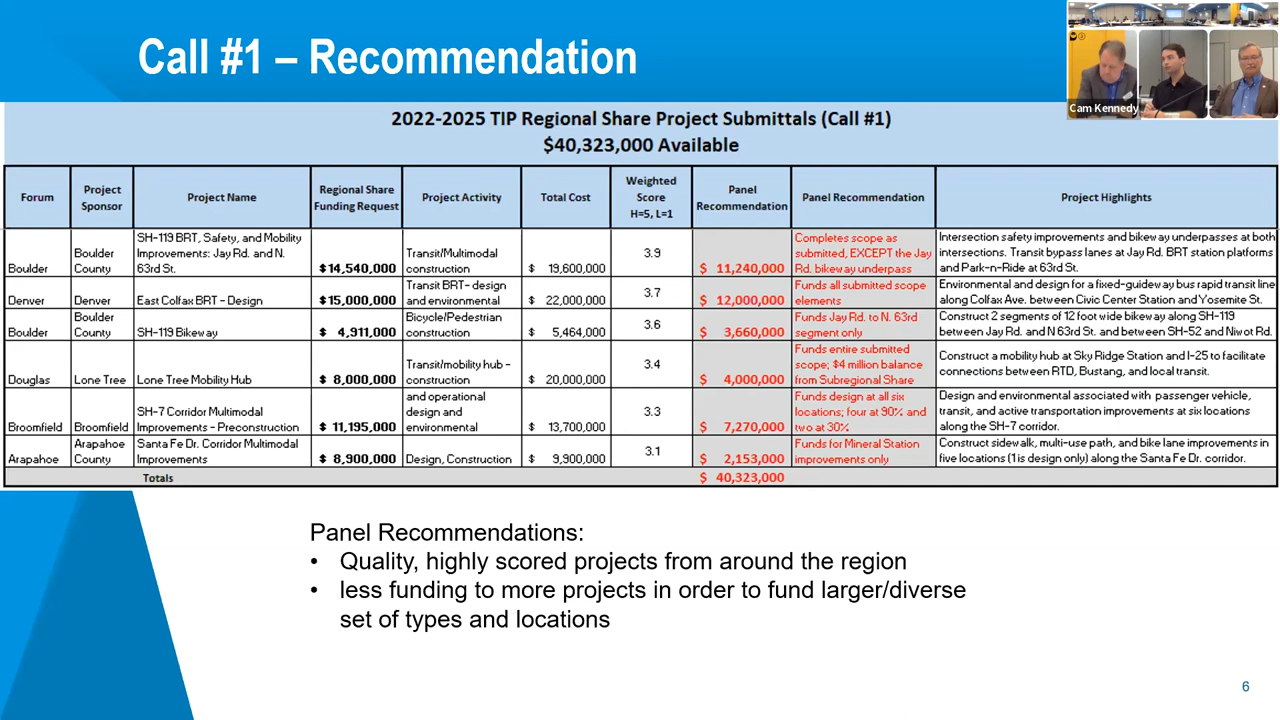 Call #1 – Recommendation
Cam Kennedy
2022-2025 TIP Regional Share Project Submittals (Call #1)
$40,323,000 Available
Forum
Project
Sponsor
Project Name
Regional Share
Funding Request
Project Activity
Total Cost
Weighted
Score
H=5, L=1
Panel
Recommendation
Panel Recommendation
Project Highlights
Boulder
Boulder
County
SH-119 BRT, Safety, and Mobility
Improvements: Jay Rd. and N.
63rd St.
$14,540,000
Transit/Multimodal
construction
$ 19,600,000
3.9
$ 11,240,000
Completes scope as
submitted, EXCEPT the Jay
Rd. bikeway underpass
Intersection safety improvements and bikeway underpasses at both
intersections. Transit bypass lanes at Jay Rd. BRT station platforms
and Park-n-Ride at 63rd St.
Denver
Denver
East Colfax BRT - Design
$15,000,000
Transit BRT- design
and environmental
$ 22,000,000
3.7
$ 12,000,000
Funds all submitted scope
elements
Environmental and design for a fixed-guideway bus rapid transit line
along Colfax Ave. between Civic Center Station and Yosemite St.
Boulder
Boulder
County
SH-119 Bikeway
$ 4,911,000
Bicycle/Pedestrian
construction
$ 5,464,000
3.6
$ 3,660,000
Funds Jay Rd. to N. 63rd
segment only
Construct 2 segments of 12 foot wide bikeway along SH-119
between Jay Rd. and N 63rd St. and between SH-52 and Niwot Rd.
Douglas
Lone Tree
Lone Tree Mobility Hub
$ 8,000,000
Transit/mobility hub -
construction
$ 20,000,000
3.4
$ 4,000,000
Funds entire submitted
scope; $4 million balance
from Subregional Share
Construct a mobility hub at Sky Ridge Station and I-25 to facilitate
connections between RTD, Bustang, and local transit.
Broomfield
Broomfield
SH-7 Corridor Multimodal
Improvements - Preconstruction
$ 11,195,000
and operational
design and
environmental
$ 13,700,000
3.3
$ 7,270,000
Funds design at all six
locations; four at 90% and
two at 30%
Design and environmental associated with passenger vehicle,
transit, and active transportation improvements at six locations
along the SH-7 corridor.
Arapahoe
Arapahoe
County
Santa Fe Dr. Corridor Multimodal
Improvements
$ 8,900,000
Design, Construction
$ 9,900,000
3.1
$ 2,153,000
Funds for Mineral Station
improvements only
Construct sidewalk, multi-use path, and bike lane improvements in
five locations (1 is design only) along the Santa Fe Dr. corridor.
Totals
$ 40,323,000
Panel Recommendations:
• Quality, highly scored projects from around the region
• less funding to more projects in order to fund larger/diverse
set of types and locations
6